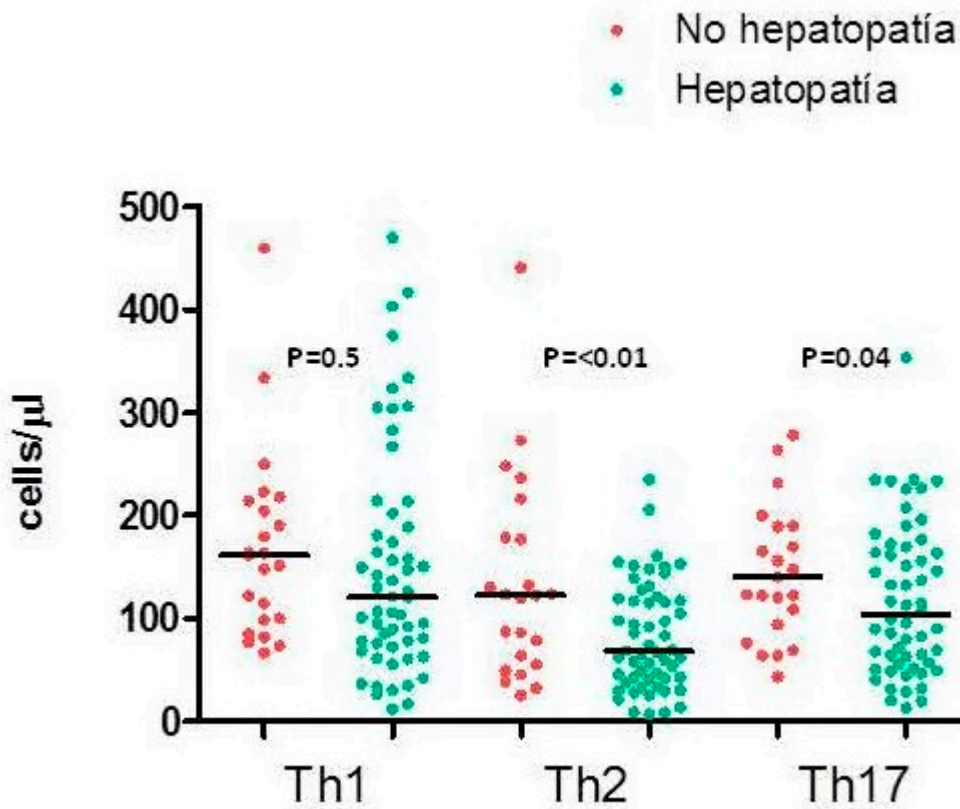 No hepatopatía
Hepatopatía
500
400
300
200
100
0
cells/µl
P=0.5
P=<0.01
P=0.04
Th1
Th2
Th17